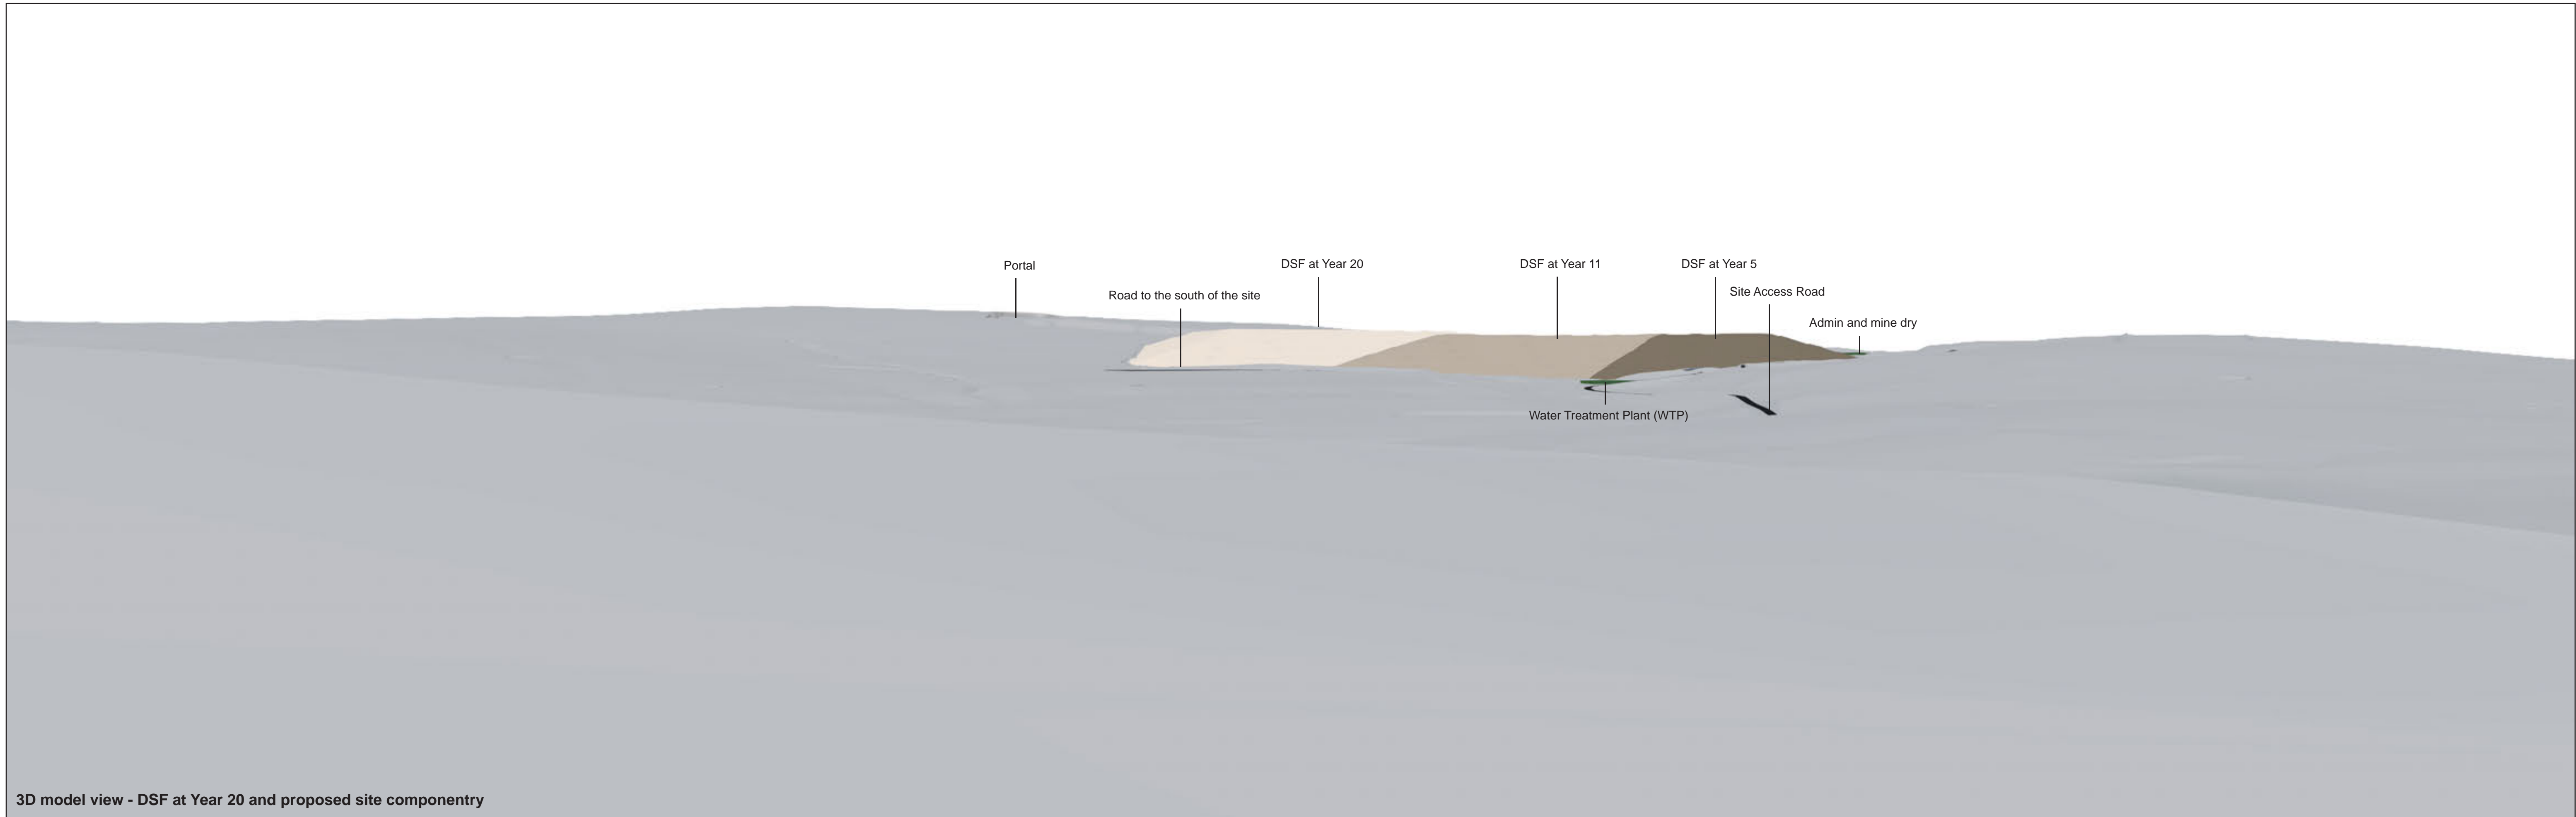 Portal
DSF at Year 20
DSF at Year 11
DSF at Year 5
Road to the south of the site
Site Access Road
Admin and mine dry
Water Treatment Plant (WTP)
3D model view - DSF at Year 20 and proposed site componentry